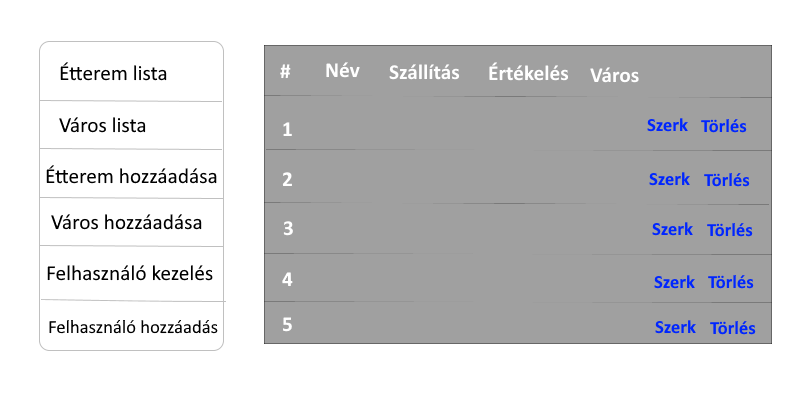 Étterem lista
Város lista
Étterem hozzáadása
Város hozzáadása
Felhasználó kezelés
Felhasználó hozzáadás
# Név Szállítás Értékelés Város
1 Szerk Törlés
2 Szerk Törlés
3 Szerk Törlés
4 Szerk Törlés
5 Szerk Törlés